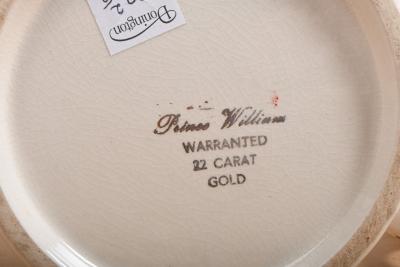 Donington
Prince William
WARRANTED
22 CARAT
GOLD